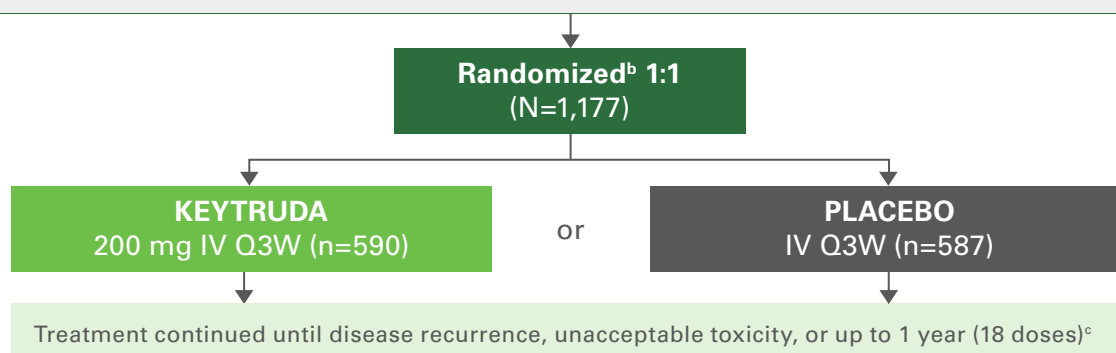 Randomizedᵇ 1:1
(N=1,177)
KEYTRUDA
200 mg IV Q3W (n=590)
or
PLACEBO
IV Q3W (n=587)
Treatment continued until disease recurrence, unacceptable toxicity, or up to 1 year (18 doses)ᶜ